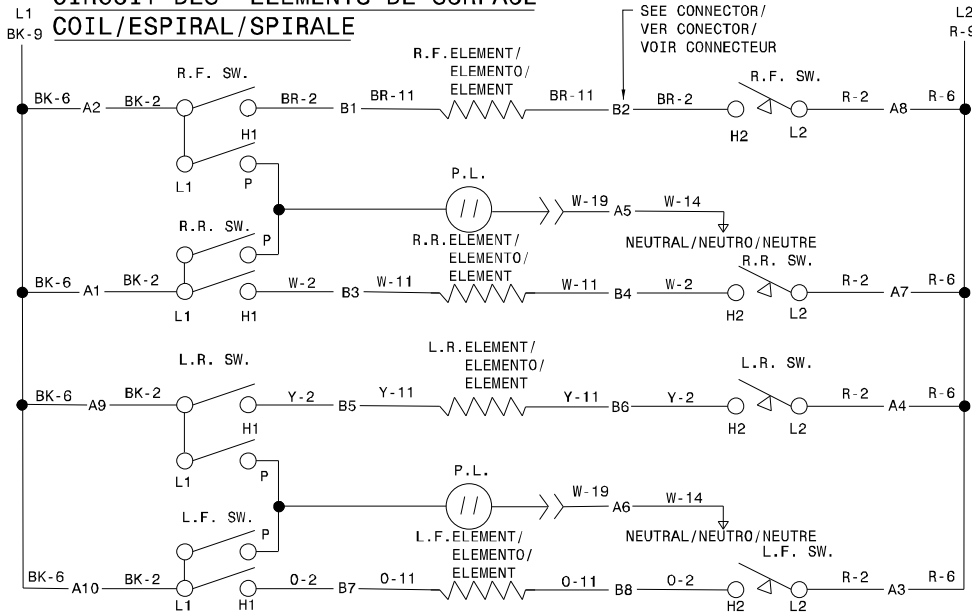 CIRCUIT DES ELEMENTS DE SURFACE
COIL/ESPIRAL/SPIRALE
L1
BK-9
SEE CONNECTOR/
VER CONECTOR/
VOIR CONNECTEUR
L2
R-9
R.F. SW.
R.F.ELEMENT/
ELEMENTO/
ELEMENT
R.F. SW.
BK-6 A2 BK-2 BR-2 B1 BR-11 BR-11 B2 BR-2 R-2 A8 R-6
H1 H2 L2
L1 P
P.L.
W-19 A5 W-14
NEUTRAL/NEUTRO/NEUTRE
R.R. SW. P
R.R.ELEMENT/
ELEMENTO/
ELEMENT
R.R. SW.
BK-6 A1 BK-2 W-2 B3 W-11 W-11 B4 W-2 R-2 A7 R-6
L1 H1 H2 L2
L.R. SW.
L.R.ELEMENT/
ELEMENTO/
ELEMENT
L.R. SW.
BK-6 A9 BK-2 Y-2 B5 Y-11 Y-11 B6 Y-2 R-2 A4 R-6
H1 H2 L2
L1 P
P.L.
W-19 A6 W-14
NEUTRAL/NEUTRO/NEUTRE
L.F. SW. P
L.F.ELEMENT/
ELEMENTO/
ELEMENT
L.F. SW.
BK-6 A10 BK-2 O-2 B7 O-11 O-11 B8 O-2 R-2 A3 R-6
L1 H1 H2 L2